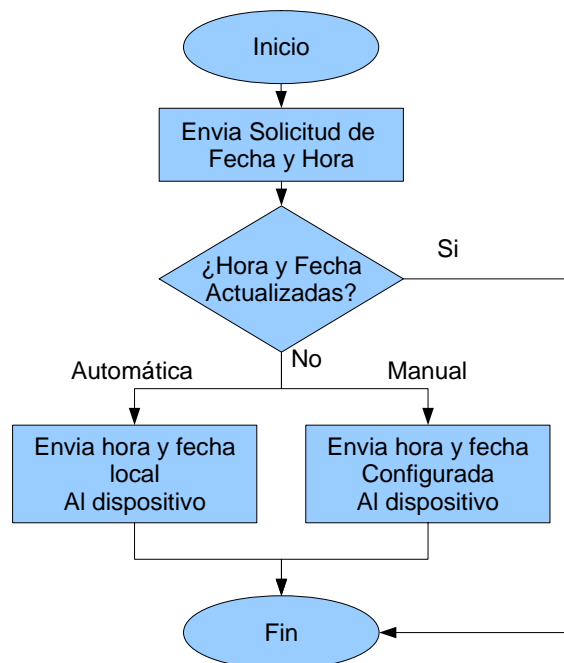 Inicio
Envia Solicitud de
Fecha y Hora
Si
¿Hora y Fecha
Actualizadas?
No
Automática
Manual
Envia hora y fecha
local
Al dispositivo
Envia hora y fecha
Configurada
Al dispositivo
Fin